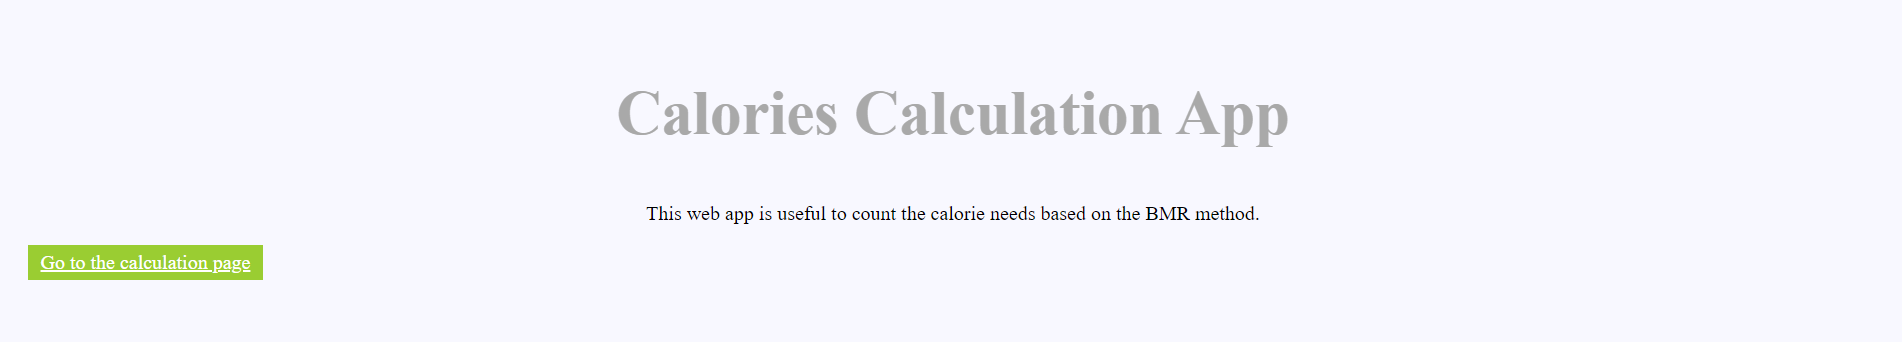 Calories Calculation App
This web app is useful to count the calorie needs based on the BMR method.
Go to the calculation page